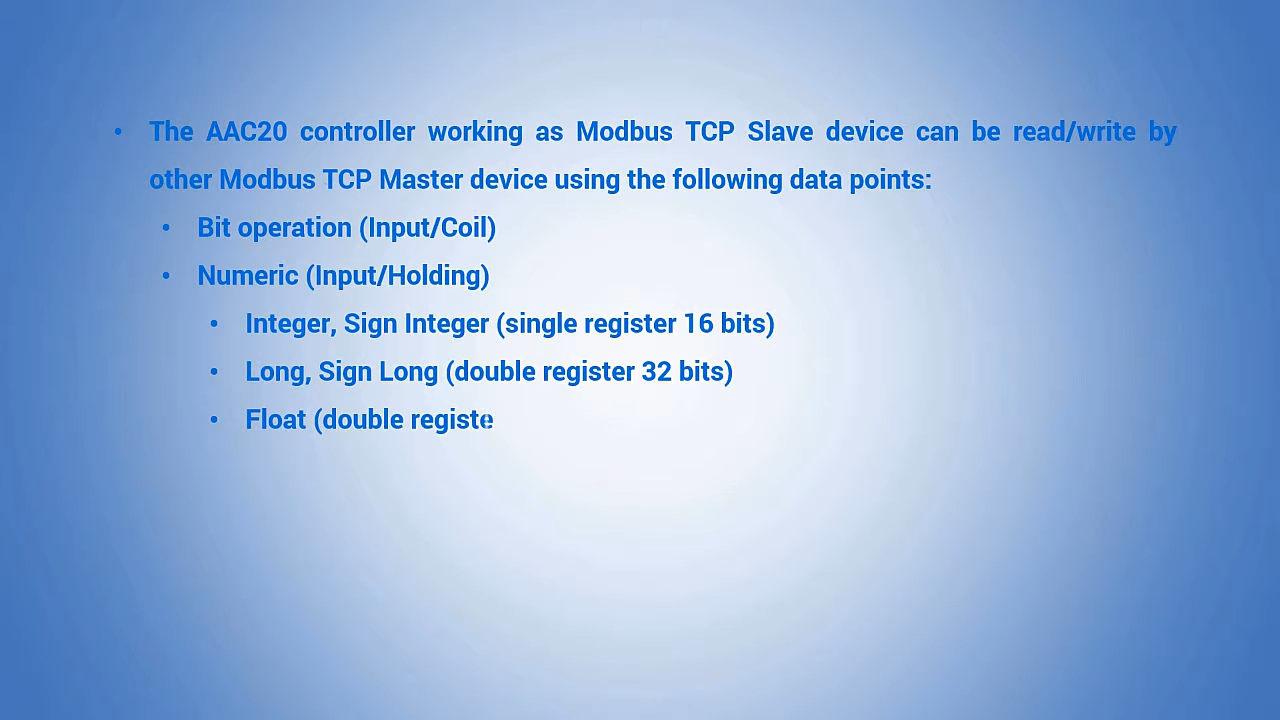 • The AAC20 controller working as Modbus TCP Slave device can be read/write by
other Modbus TCP Master device using the following data points:
• Bit operation (Input/Coil)
• Numeric (Input/Holding)
• Integer, Sign Integer (single register 16 bits)
• Long, Sign Long (double register 32 bits)
• Float (double registe